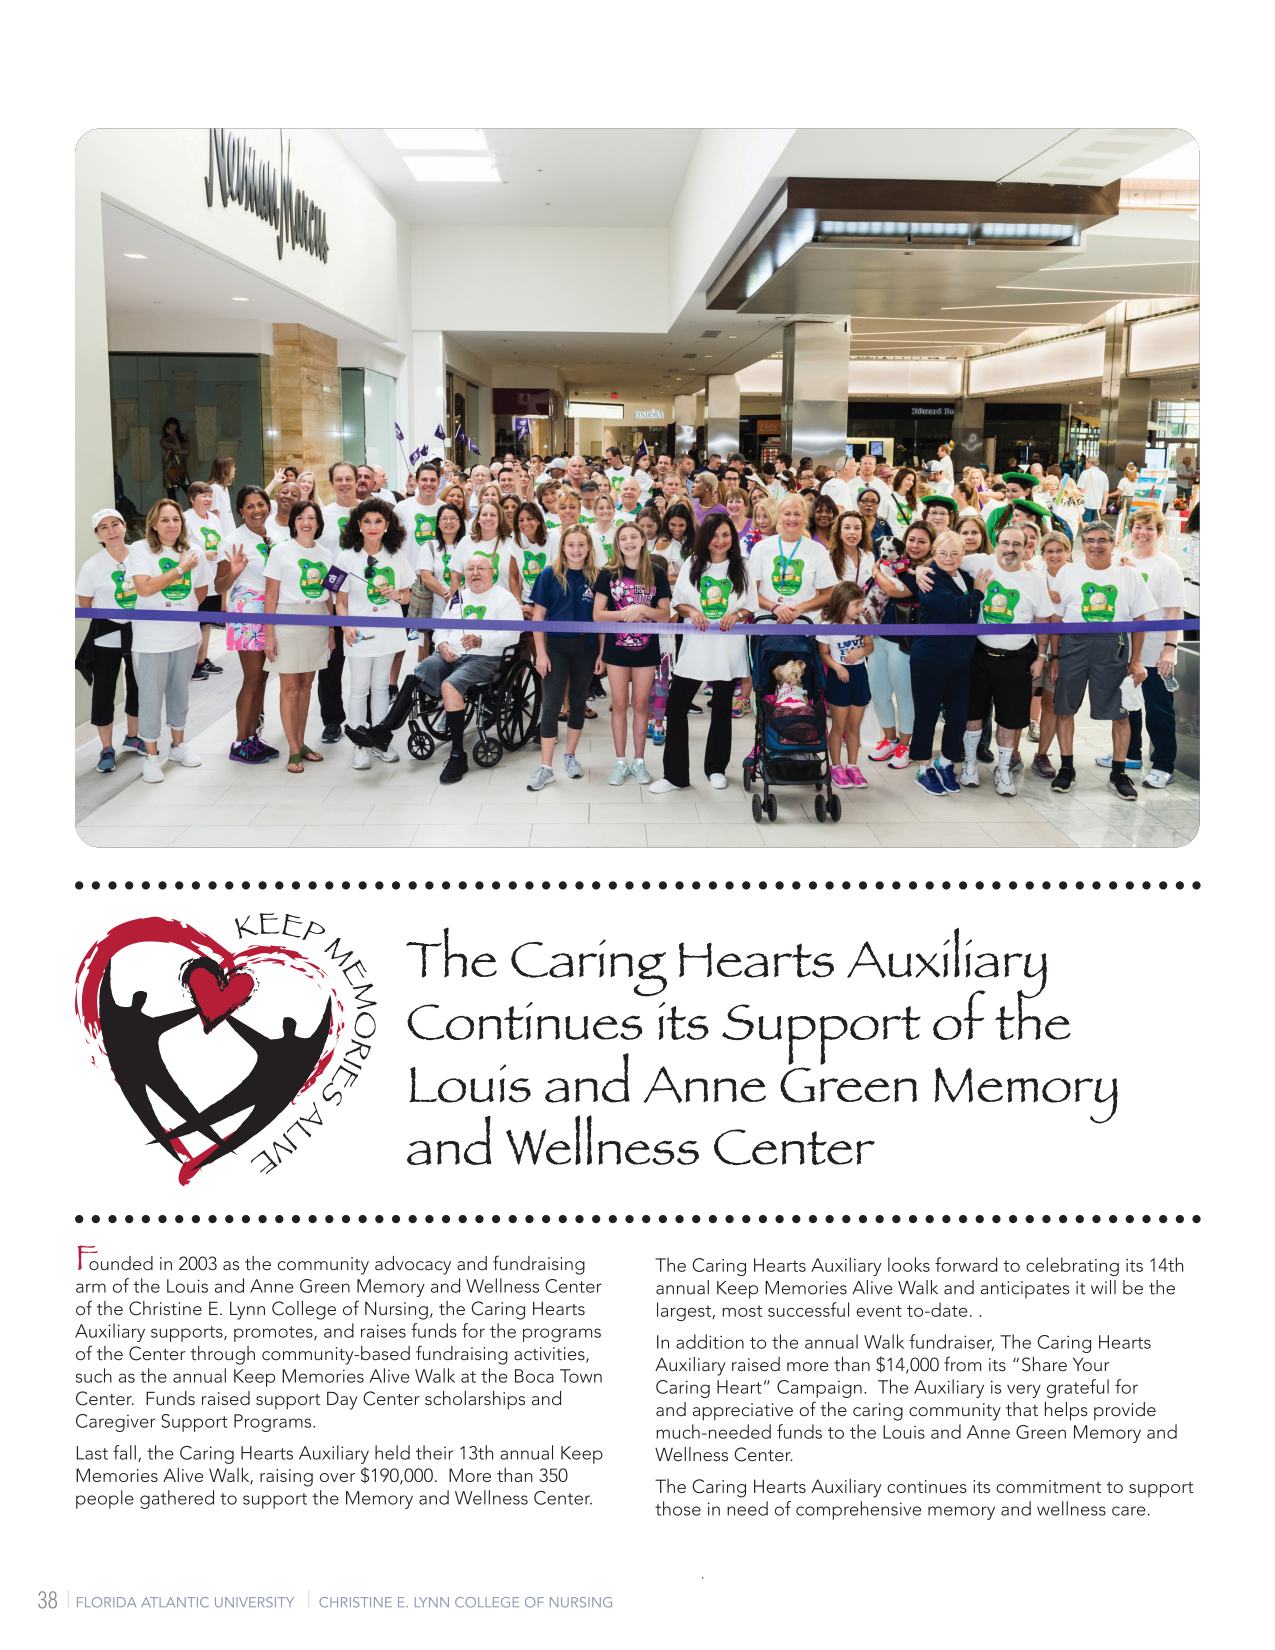 Neiman Marcus
PANDORA
The Caring Hearts Auxiliary
Continues its Support of the
Louis and Anne Green Memory
and Wellness Center
KEEP MEMORIES ALIVE
Founded in 2003 as the community advocacy and fundraising
arm of the Louis and Anne Green Memory and Wellness Center
of the Christine E. Lynn College of Nursing, the Caring Hearts
Auxiliary supports, promotes, and raises funds for the programs
of the Center through community-based fundraising activities,
such as the annual Keep Memories Alive Walk at the Boca Town
Center.  Funds raised support Day Center scholarships and
Caregiver Support Programs.
Last fall, the Caring Hearts Auxiliary held their 13th annual Keep
Memories Alive Walk, raising over $190,000.  More than 350
people gathered to support the Memory and Wellness Center.
The Caring Hearts Auxiliary looks forward to celebrating its 14th
annual Keep Memories Alive Walk and anticipates it will be the
largest, most successful event to-date. .
In addition to the annual Walk fundraiser, The Caring Hearts
Auxiliary raised more than $14,000 from its “Share Your
Caring Heart” Campaign.  The Auxiliary is very grateful for
and appreciative of the caring community that helps provide
much-needed funds to the Louis and Anne Green Memory and
Wellness Center.
The Caring Hearts Auxiliary continues its commitment to support
those in need of comprehensive memory and wellness care.
.
38 | FLORIDA ATLANTIC UNIVERSITY | CHRISTINE E. LYNN COLLEGE OF NURSING